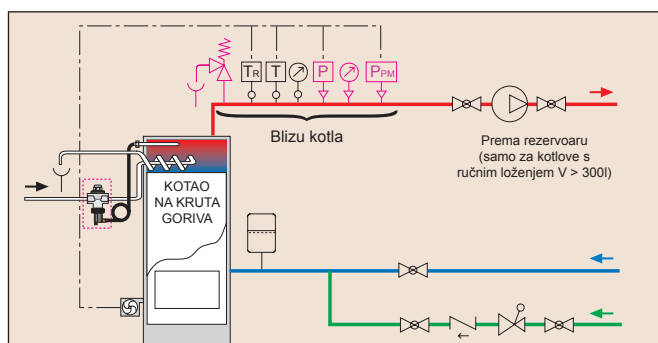 TR T P PPM
Blizu kotla
Prema rezervoaru
(samo za kotlove s
ručnim loženjem V > 300l)
KOTAO
NA KRUTA
GORIVA